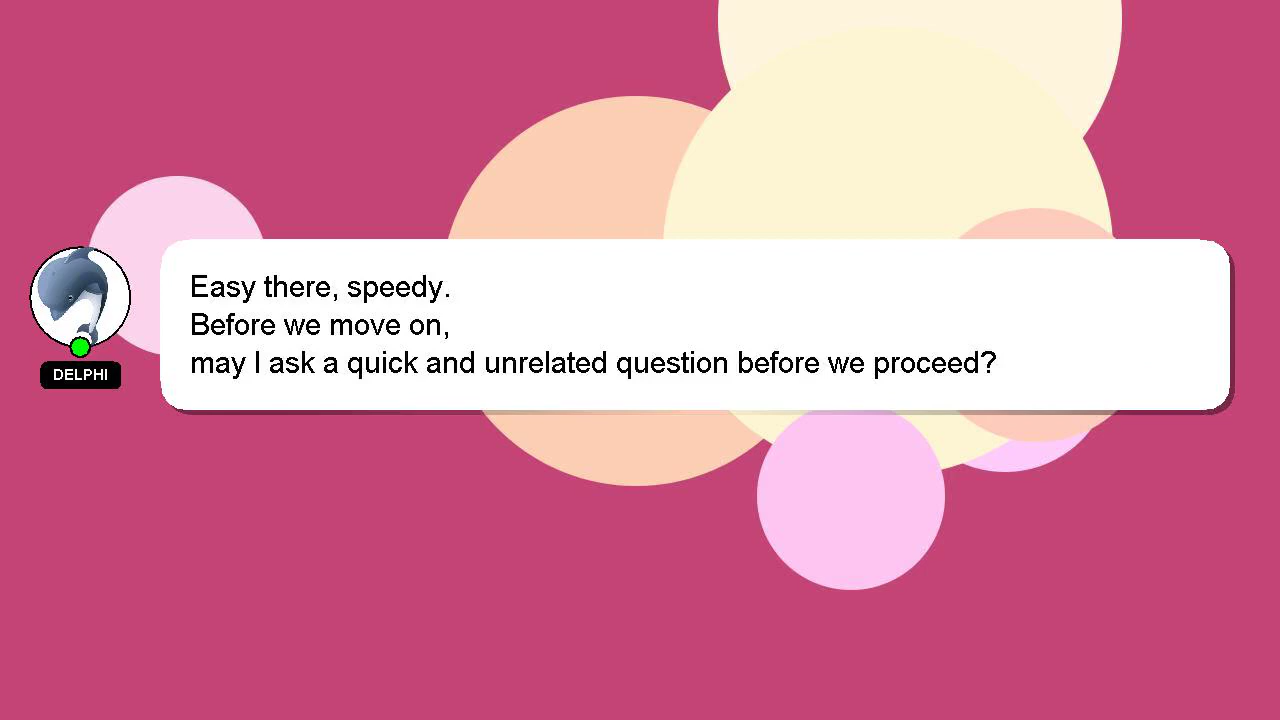 Easy there, speedy.
Before we move on,
may I ask a quick and unrelated question before we proceed?
DELPHI